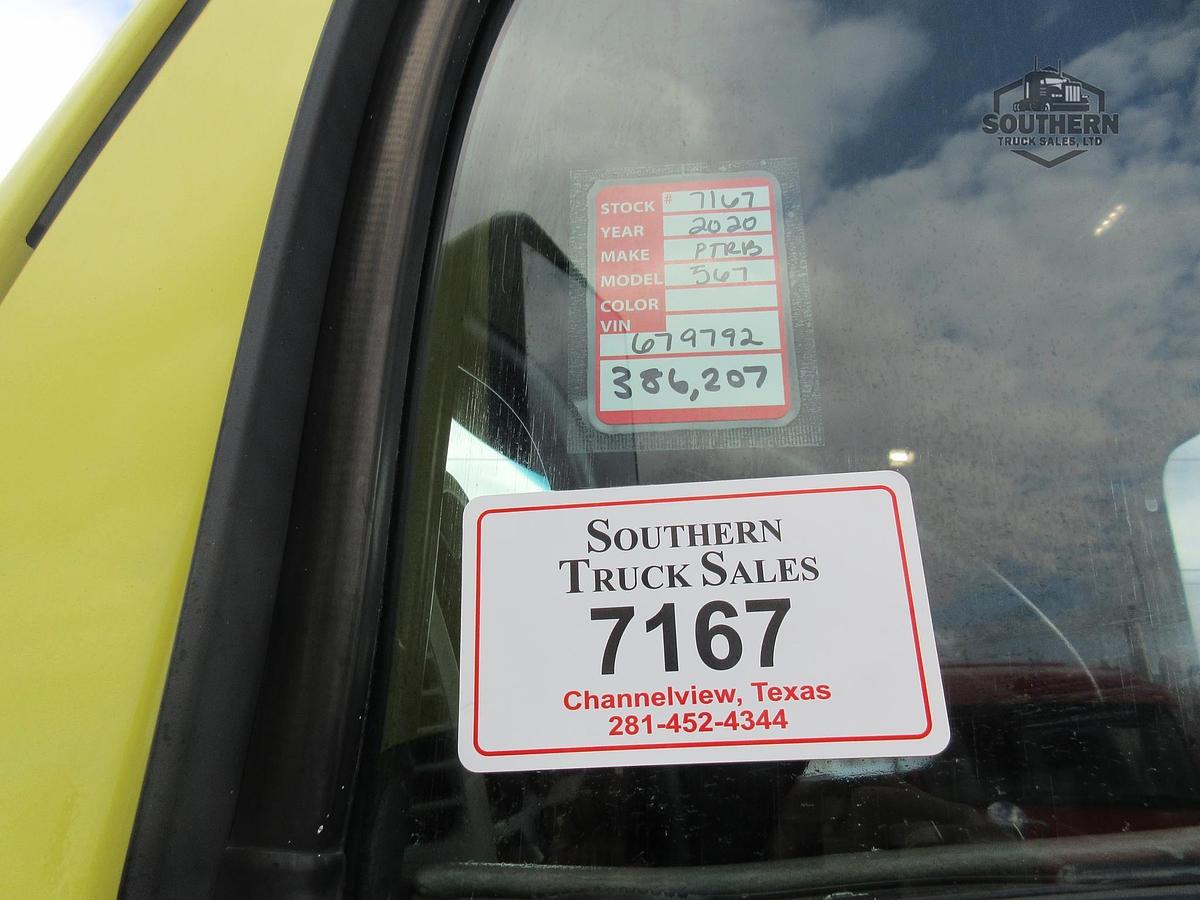 SOUTHERN
TRUCK SALES, LTD
STOCK # 7167
YEAR 2020
MAKE PTRB
MODEL 567
COLOR
VIN
679792
386,207
SOUTHERN
TRUCK SALES
7167
Channelview, Texas
281-452-4344